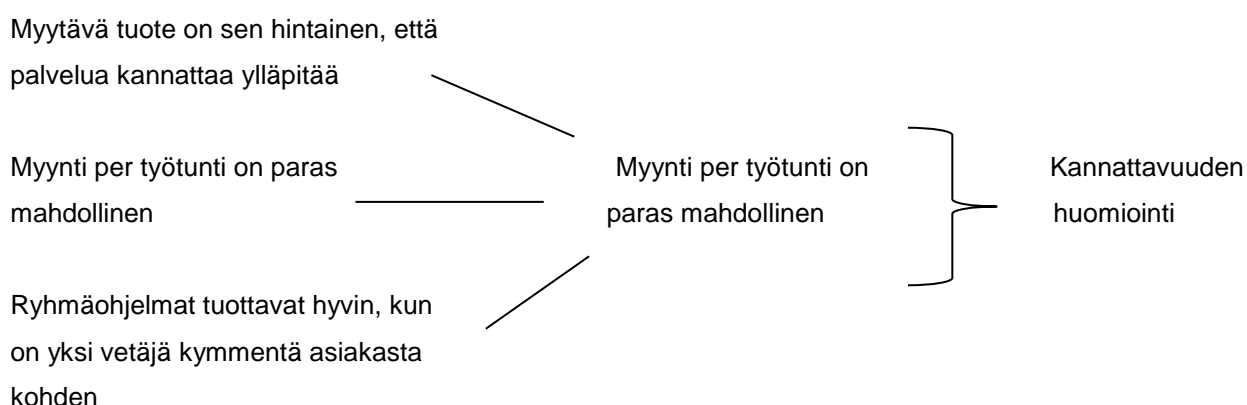 Myytävä tuote on sen hintainen, että
palvelua kannattaa ylläpitää
Myynti per työtunti on paras
mahdollinen
Ryhmäohjelmat tuottavat hyvin, kun
on yksi vetäjä kymmentä asiakasta
kohden
Myynti per työtunti on
paras mahdollinen
Kannattavuuden
huomiointi